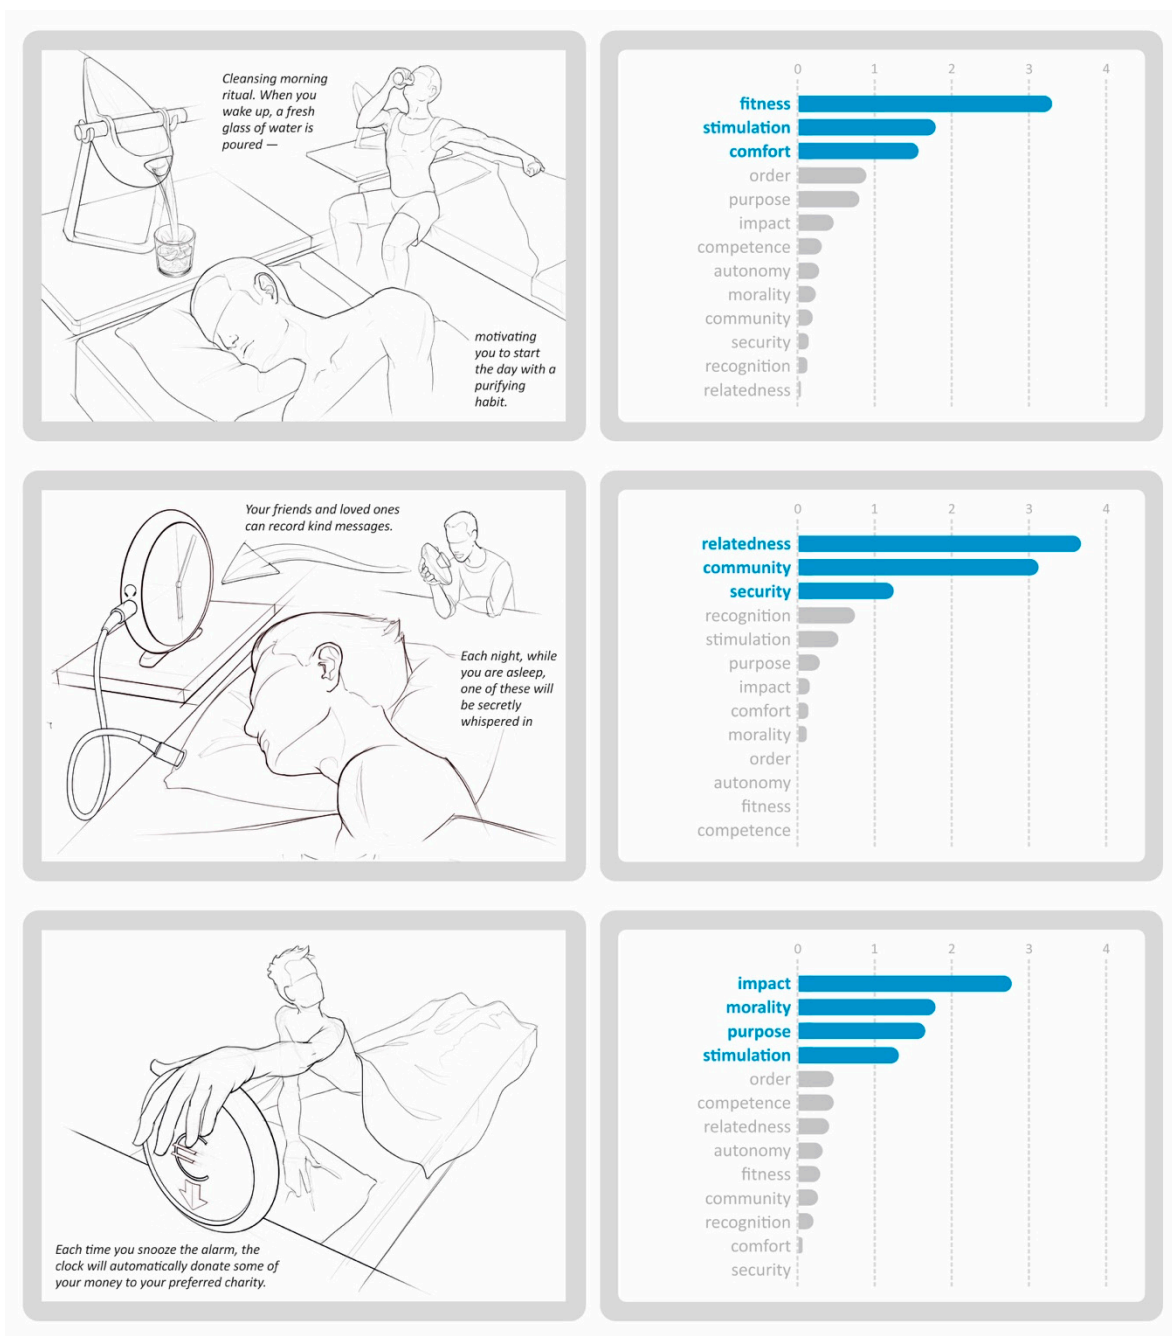 Cleansing morning
ritual. When you
wake up, a fresh
glass of water is
poured —
motivating
you to start
the day with a
purifying
habit.
0 1 2 3 4
fitness
stimulation
comfort
order
purpose
impact
competence
autonomy
morality
community
security
recognition
relatedness
Your friends and loved ones
can record kind messages.
Each night, while
you are asleep,
one of these will
be secretly
whispered in
0 1 2 3 4
relatedness
community
security
recognition
stimulation
purpose
impact
comfort
morality
order
autonomy
fitness
competence
€
Each time you snooze the alarm, the
clock will automatically donate some of
your money to your preferred charity.
0 1 2 3 4
impact
morality
purpose
stimulation
order
competence
relatedness
autonomy
fitness
community
recognition
comfort
security